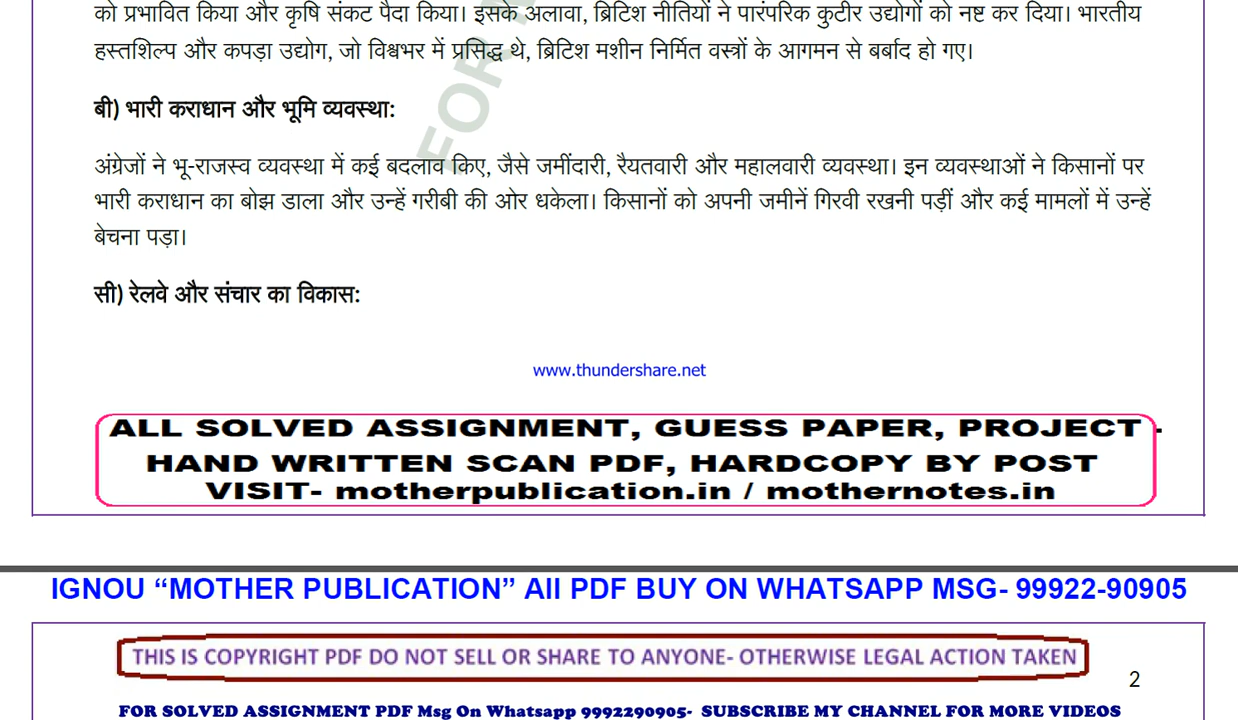 को प्रभावित किया और कृषि संकट पैदा किया। इसके अलावा, ब्रिटिश नीतियों ने पारंपरिक कुटीर उद्योगों को नष्ट कर दिया। भारतीय
हस्तशिल्प और कपड़ा उद्योग, जो विश्वभर में प्रसिद्ध थे, ब्रिटिश मशीन निर्मित वस्त्रों के आगमन से बर्बाद हो गए।
FOR
बी) भारी कराधान और भूमि व्यवस्था:
अंग्रेजों ने भू-राजस्व व्यवस्था में कई बदलाव किए, जैसे जमींदारी, रैयतवारी और महालवारी व्यवस्था। इन व्यवस्थाओं ने किसानों पर
भारी कराधान का बोझ डाला और उन्हें गरीबी की ओर धकेला। किसानों को अपनी जमीनें गिरवी रखनी पड़ीं और कई मामलों में उन्हें
बेचना पड़ा।
सी) रेलवे और संचार का विकास:
www.thundershare.net
ALL SOLVED ASSIGNMENT, GUESS PAPER, PROJECT -
HAND WRITTEN SCAN PDF, HARDCOPY BY POST
VISIT- motherpublication.in / mothernotes.in
IGNOU “MOTHER PUBLICATION” All PDF BUY ON WHATSAPP MSG- 99922-90905
THIS IS COPYRIGHT PDF DO NOT SELL OR SHARE TO ANYONE- OTHERWISE LEGAL ACTION TAKEN
2
FOR SOLVED ASSIGNMENT PDF Msg On Whatsapp 9992290905- SUBSCRIBE MY CHANNEL FOR MORE VIDEOS